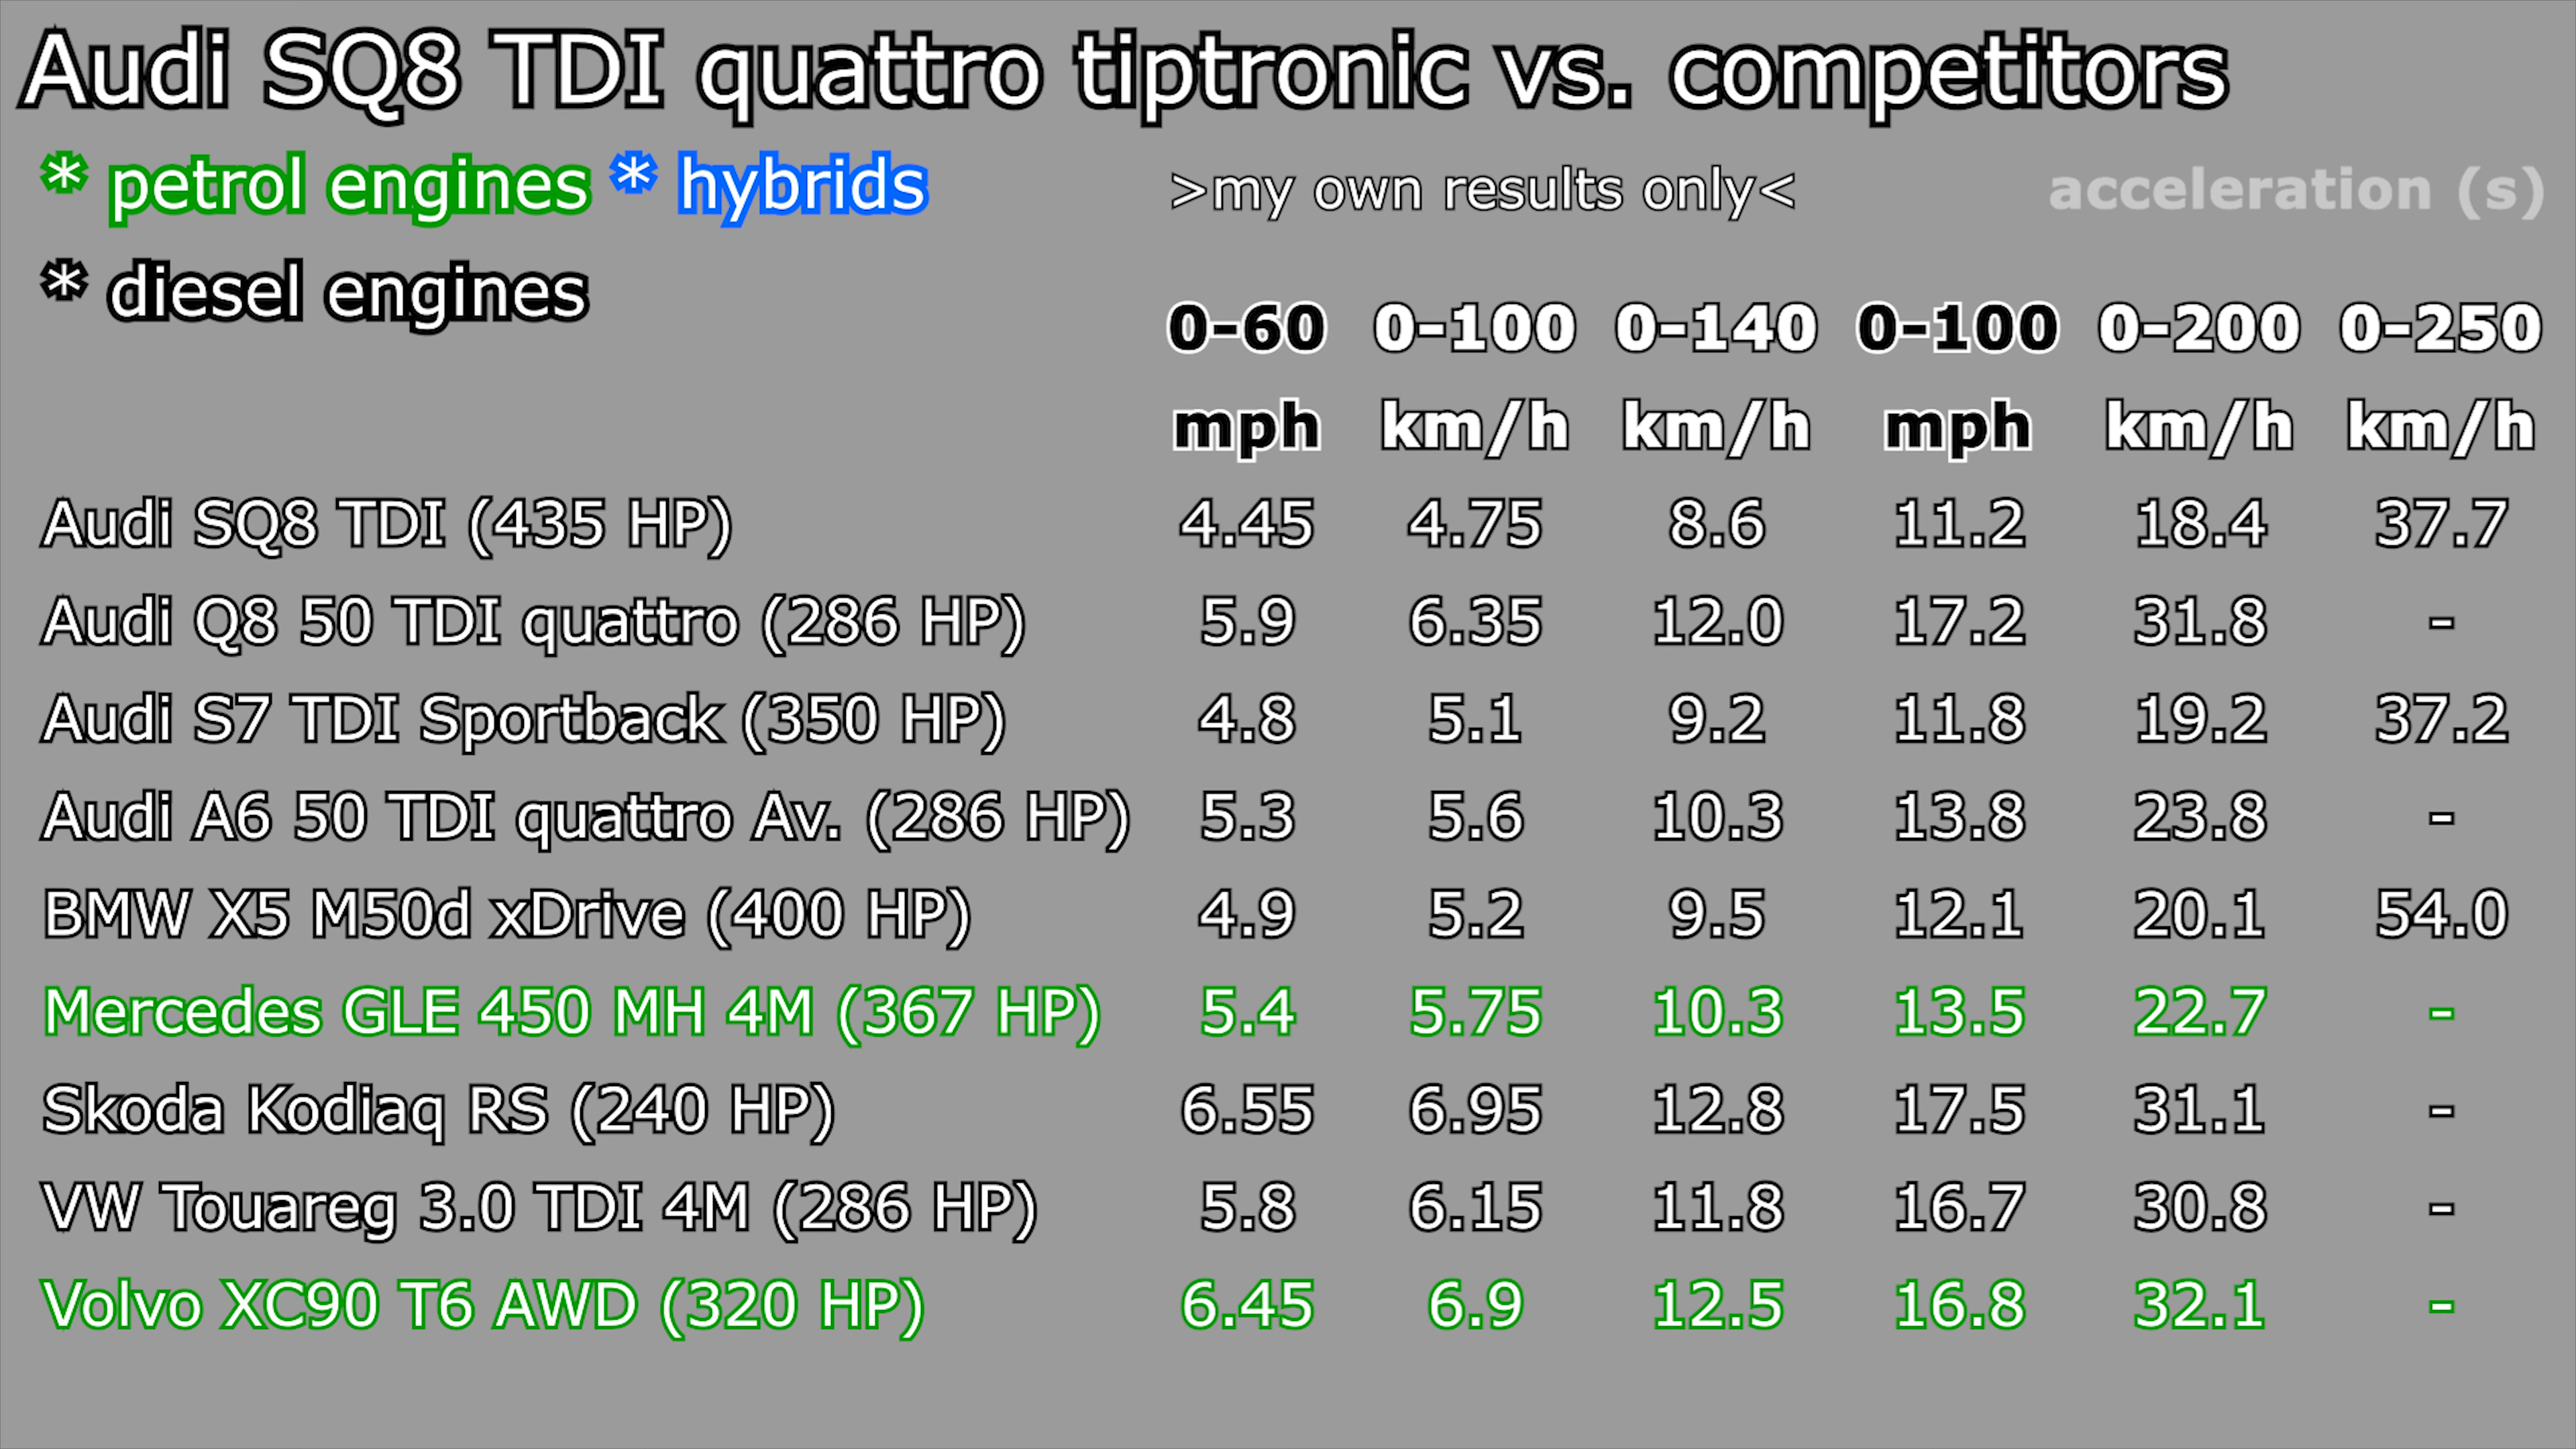 Audi SQ8 TDI quattro tiptronic vs. competitors
* petrol engines * hybrids >my own results only< acceleration (s)
* diesel engines
0-60 0-100 0-140 0-100 0-200 0-250
mph km/h km/h mph km/h km/h
Audi SQ8 TDI (435 HP) 4.45 4.75 8.6 11.2 18.4 37.7
Audi Q8 50 TDI quattro (286 HP) 5.9 6.35 12.0 17.2 31.8 -
Audi S7 TDI Sportback (350 HP) 4.8 5.1 9.2 11.8 19.2 37.2
Audi A6 50 TDI quattro Av. (286 HP) 5.3 5.6 10.3 13.8 23.8 -
BMW X5 M50d xDrive (400 HP) 4.9 5.2 9.5 12.1 20.1 54.0
Mercedes GLE 450 MH 4M (367 HP) 5.4 5.75 10.3 13.5 22.7 -
Skoda Kodiaq RS (240 HP) 6.55 6.95 12.8 17.5 31.1 -
VW Touareg 3.0 TDI 4M (286 HP) 5.8 6.15 11.8 16.7 30.8 -
Volvo XC90 T6 AWD (320 HP) 6.45 6.9 12.5 16.8 32.1 -